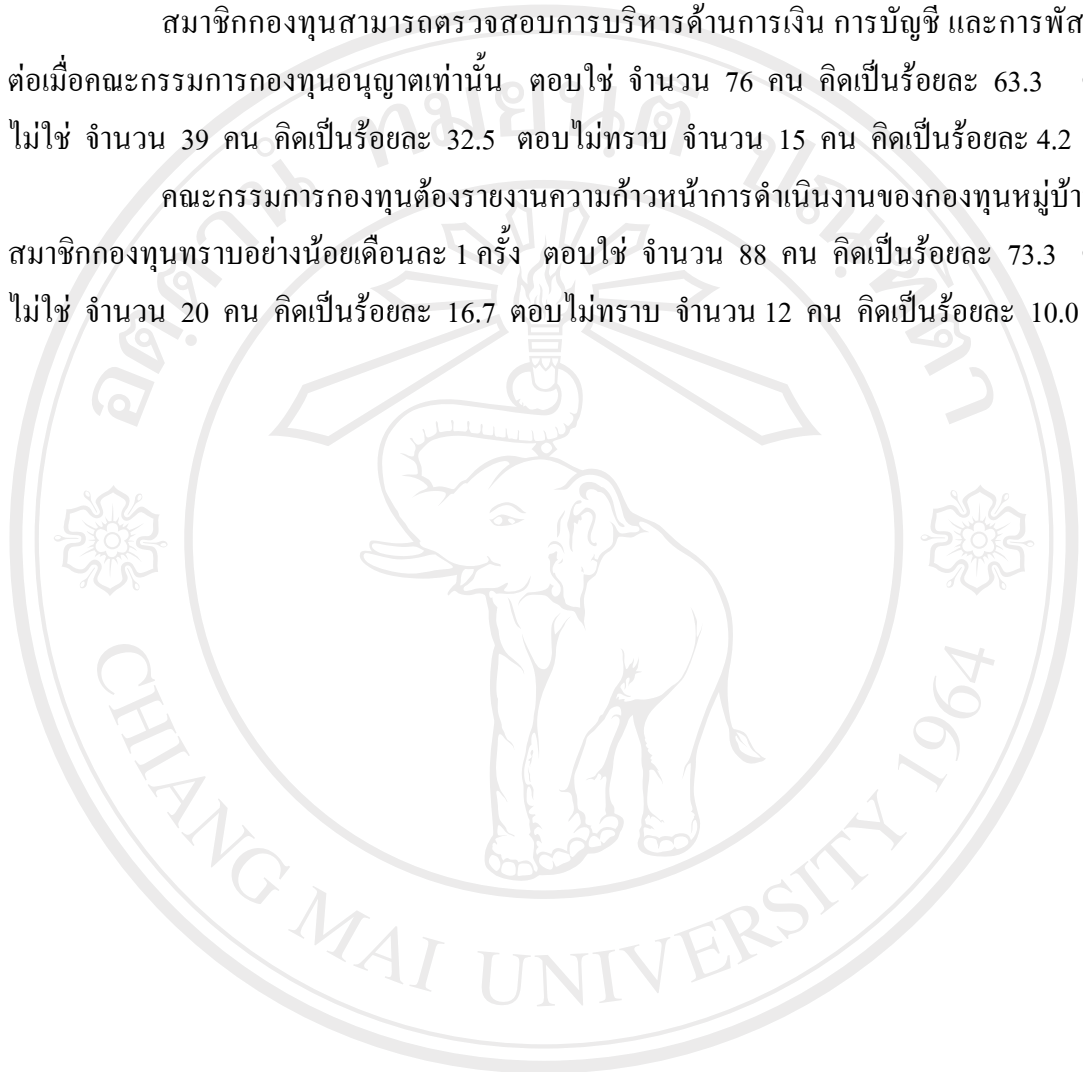 สมาชิกกองทุนสามารถตรวจสอบการบริหารด้านการเงิน การบัญชี และการพัส
ต่อเมื่อคณะกรรมการกองทุนอนุญาตเท่านั้น ตอบใช่ จำนวน 76 คน คิดเป็นร้อยละ 63.3
ไม่ใช่ จำนวน 39 คน คิดเป็นร้อยละ 32.5 ตอบไม่ทราบ จำนวน 15 คน คิดเป็นร้อยละ 4.2
คณะกรรมการกองทุนต้องรายงานความก้าวหน้าการดำเนินงานของกองทุนหมู่บ้า
สมาชิกกองทุนทราบอย่างน้อยเดือนละ 1 ครั้ง ตอบใช่ จำนวน 88 คน คิดเป็นร้อยละ 73.3
ไม่ใช่ จำนวน 20 คน คิดเป็นร้อยละ 16.7 ตอบไม่ทราบ จำนวน 12 คน คิดเป็นร้อยละ 10.0
อตฺตานํ ทมยนฺติ ปณฺฑิตา
CHIANG MAI UNIVERSITY 1964